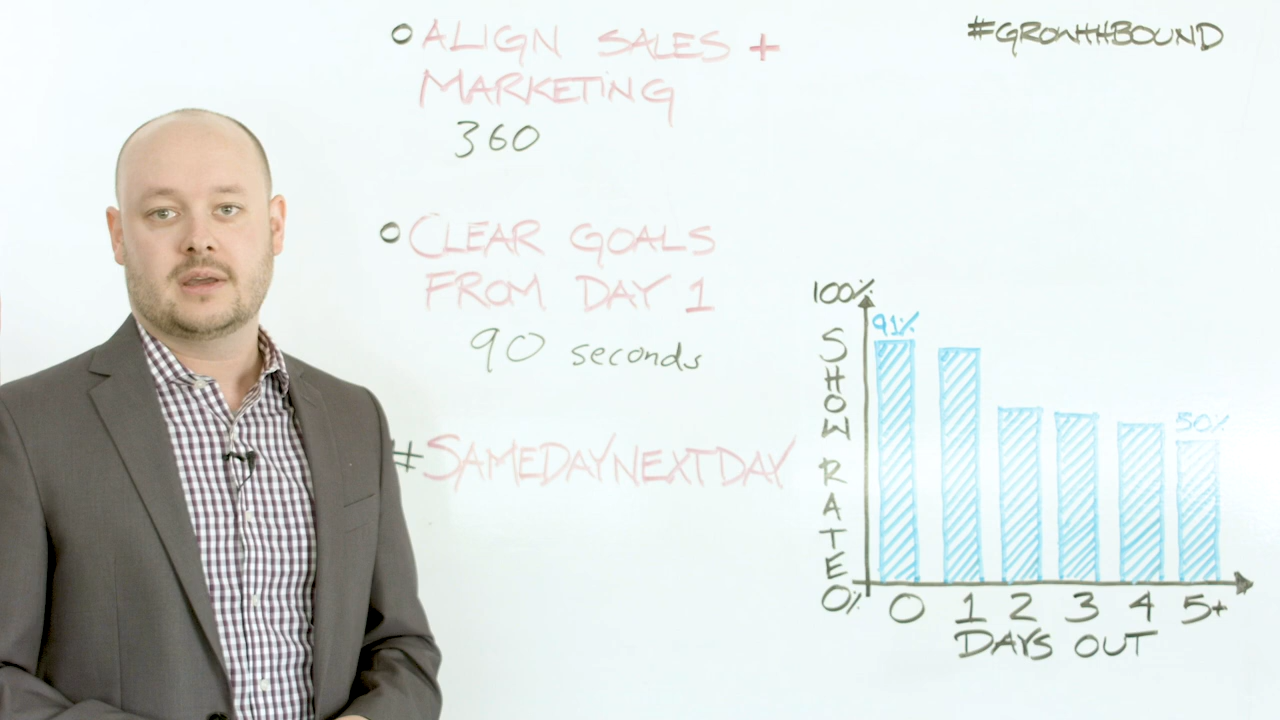 ALIGN SALES +
MARKETING
360
CLEAR GOALS
FROM DAY 1
90 seconds
#SAMEDAYNEXTDAY
#GROWTHBOUND
100%
91%
50%
SHOW RATE
0%
0 1 2 3 4 5+
DAYS OUT